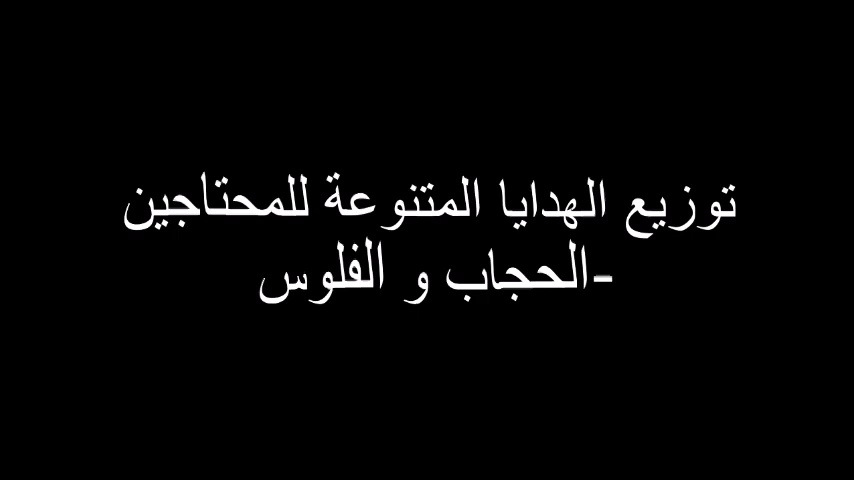 توزيع الهدايا المتنوعة للمحتاجين
-الحجاب و الفلوس